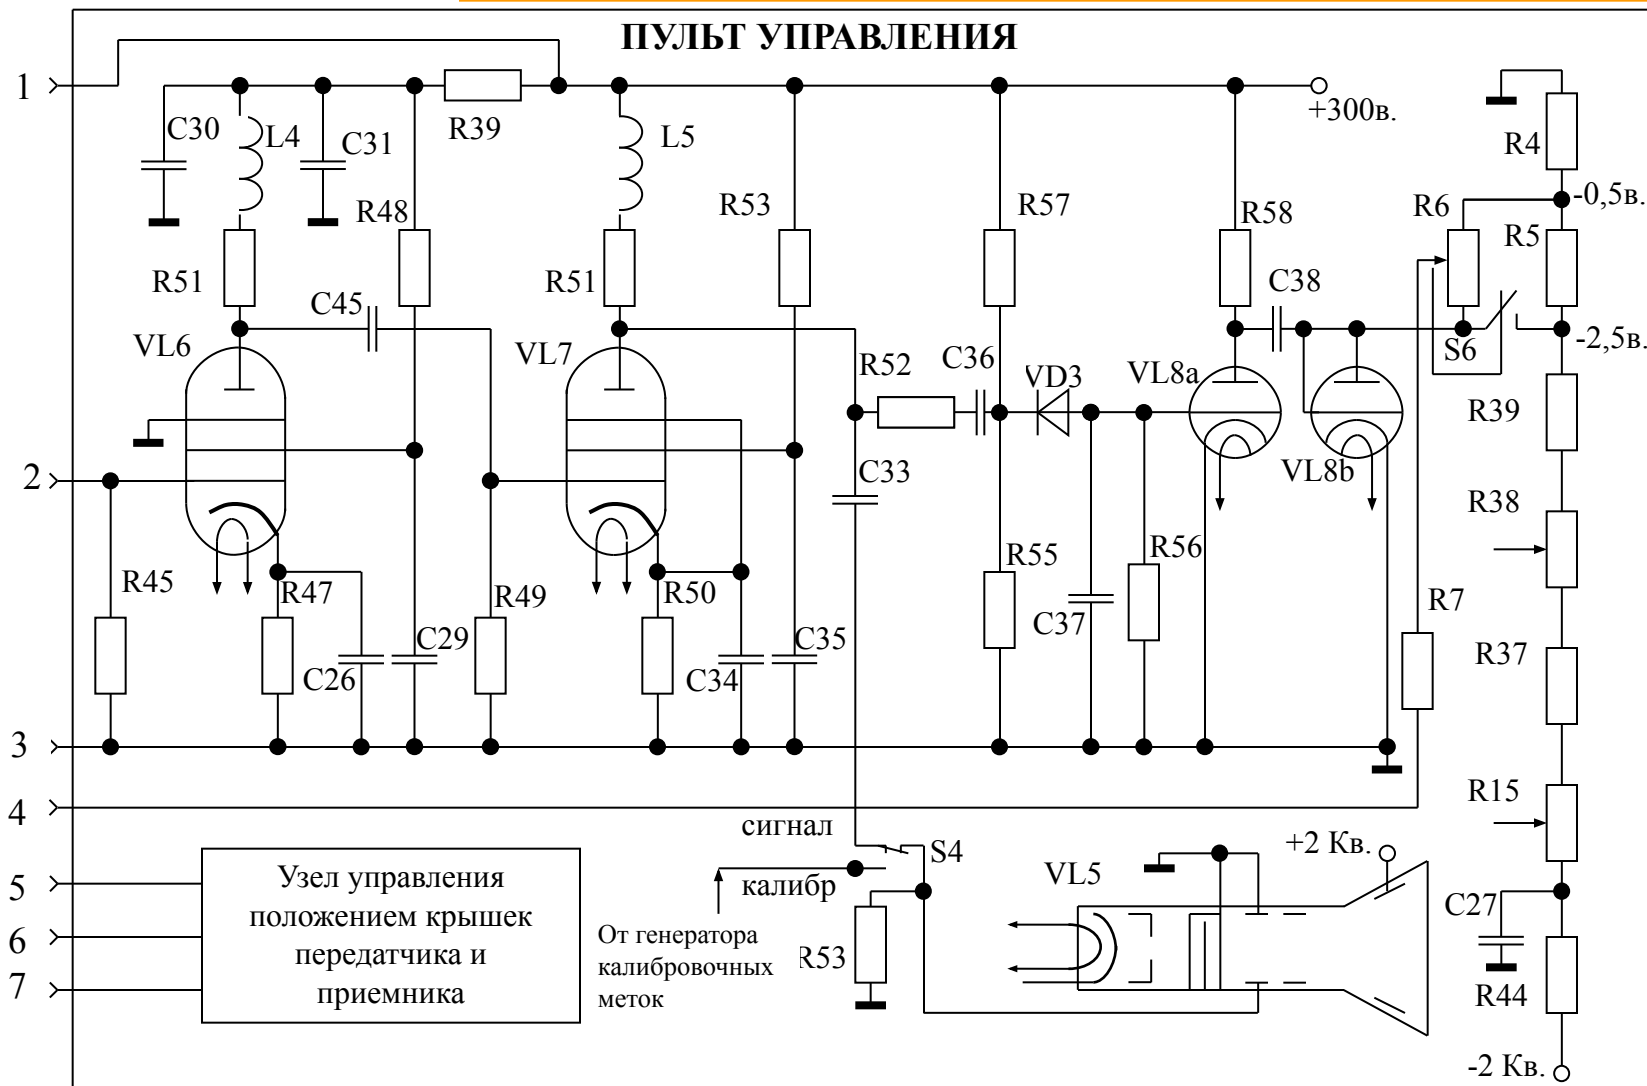 ПУЛЬТ УПРАВЛЕНИЯ
1
C30
L4
C31
R39
L5
+300в.
R4
-0,5в.
R48
R53
R57
R58
R6
R5
R51
C45
R51
C38
VL6
VL7
R52
C36
VD3
VL8a
S6
-2,5в.
R39
2
C33
VL8b
R38
R45
R47
R49
R50
R55
R56
R7
C29
C35
C37
C26
C34
R37
3
4
R15
сигнал
S4
+2 Кв.
калибр
VL5
5
6
7
Узел управления
положением крышек
передатчика и
приемника
От генератора
калибровочных
меток
R53
C27
R44
-2 Кв.